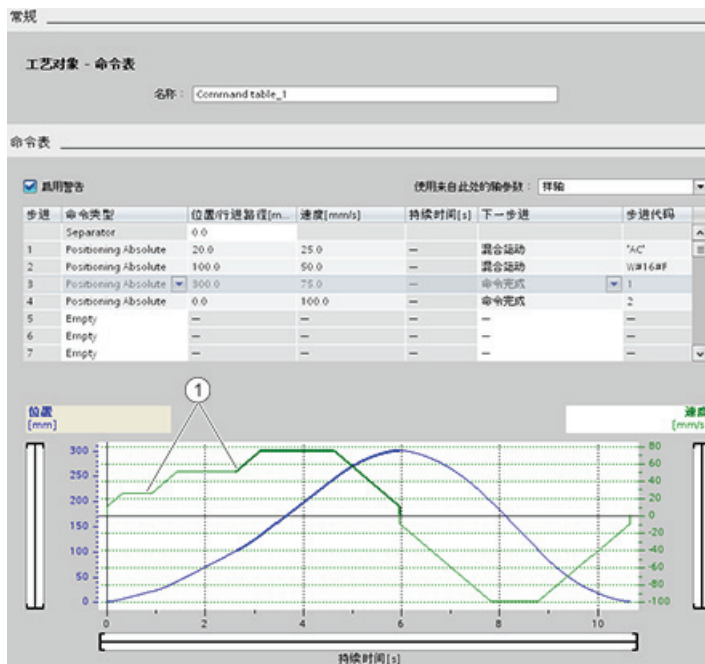 常规
工艺对象 - 命令表
名称： Command table_1
命令表
启用警告 使用来自此处的轴参数： 样轴
步进 命令类型 位置/行进路径[m... 速度[mm/s] 持续时间[s] 下一步进 步进代码
Separator 0.0
1 Positioning Absolute 20.0 25.0 — 混合运动 'AC'
2 Positioning Absolute 100.0 50.0 — 混合运动 W#16#F
3 Positioning Absolute 300.0 75.0 — 命令完成 1
4 Positioning Absolute 0.0 100.0 — 命令完成 2
5 Empty — — — — —
6 Empty — — — — —
7 Empty — — — — —
1
位置 速度
[mm] [mm/s
300 80
250 60
200 40
150 20
100 0
50 -20
0 -40
-60
-80
-100
0 2 4 6 8 10
持续时间[s]